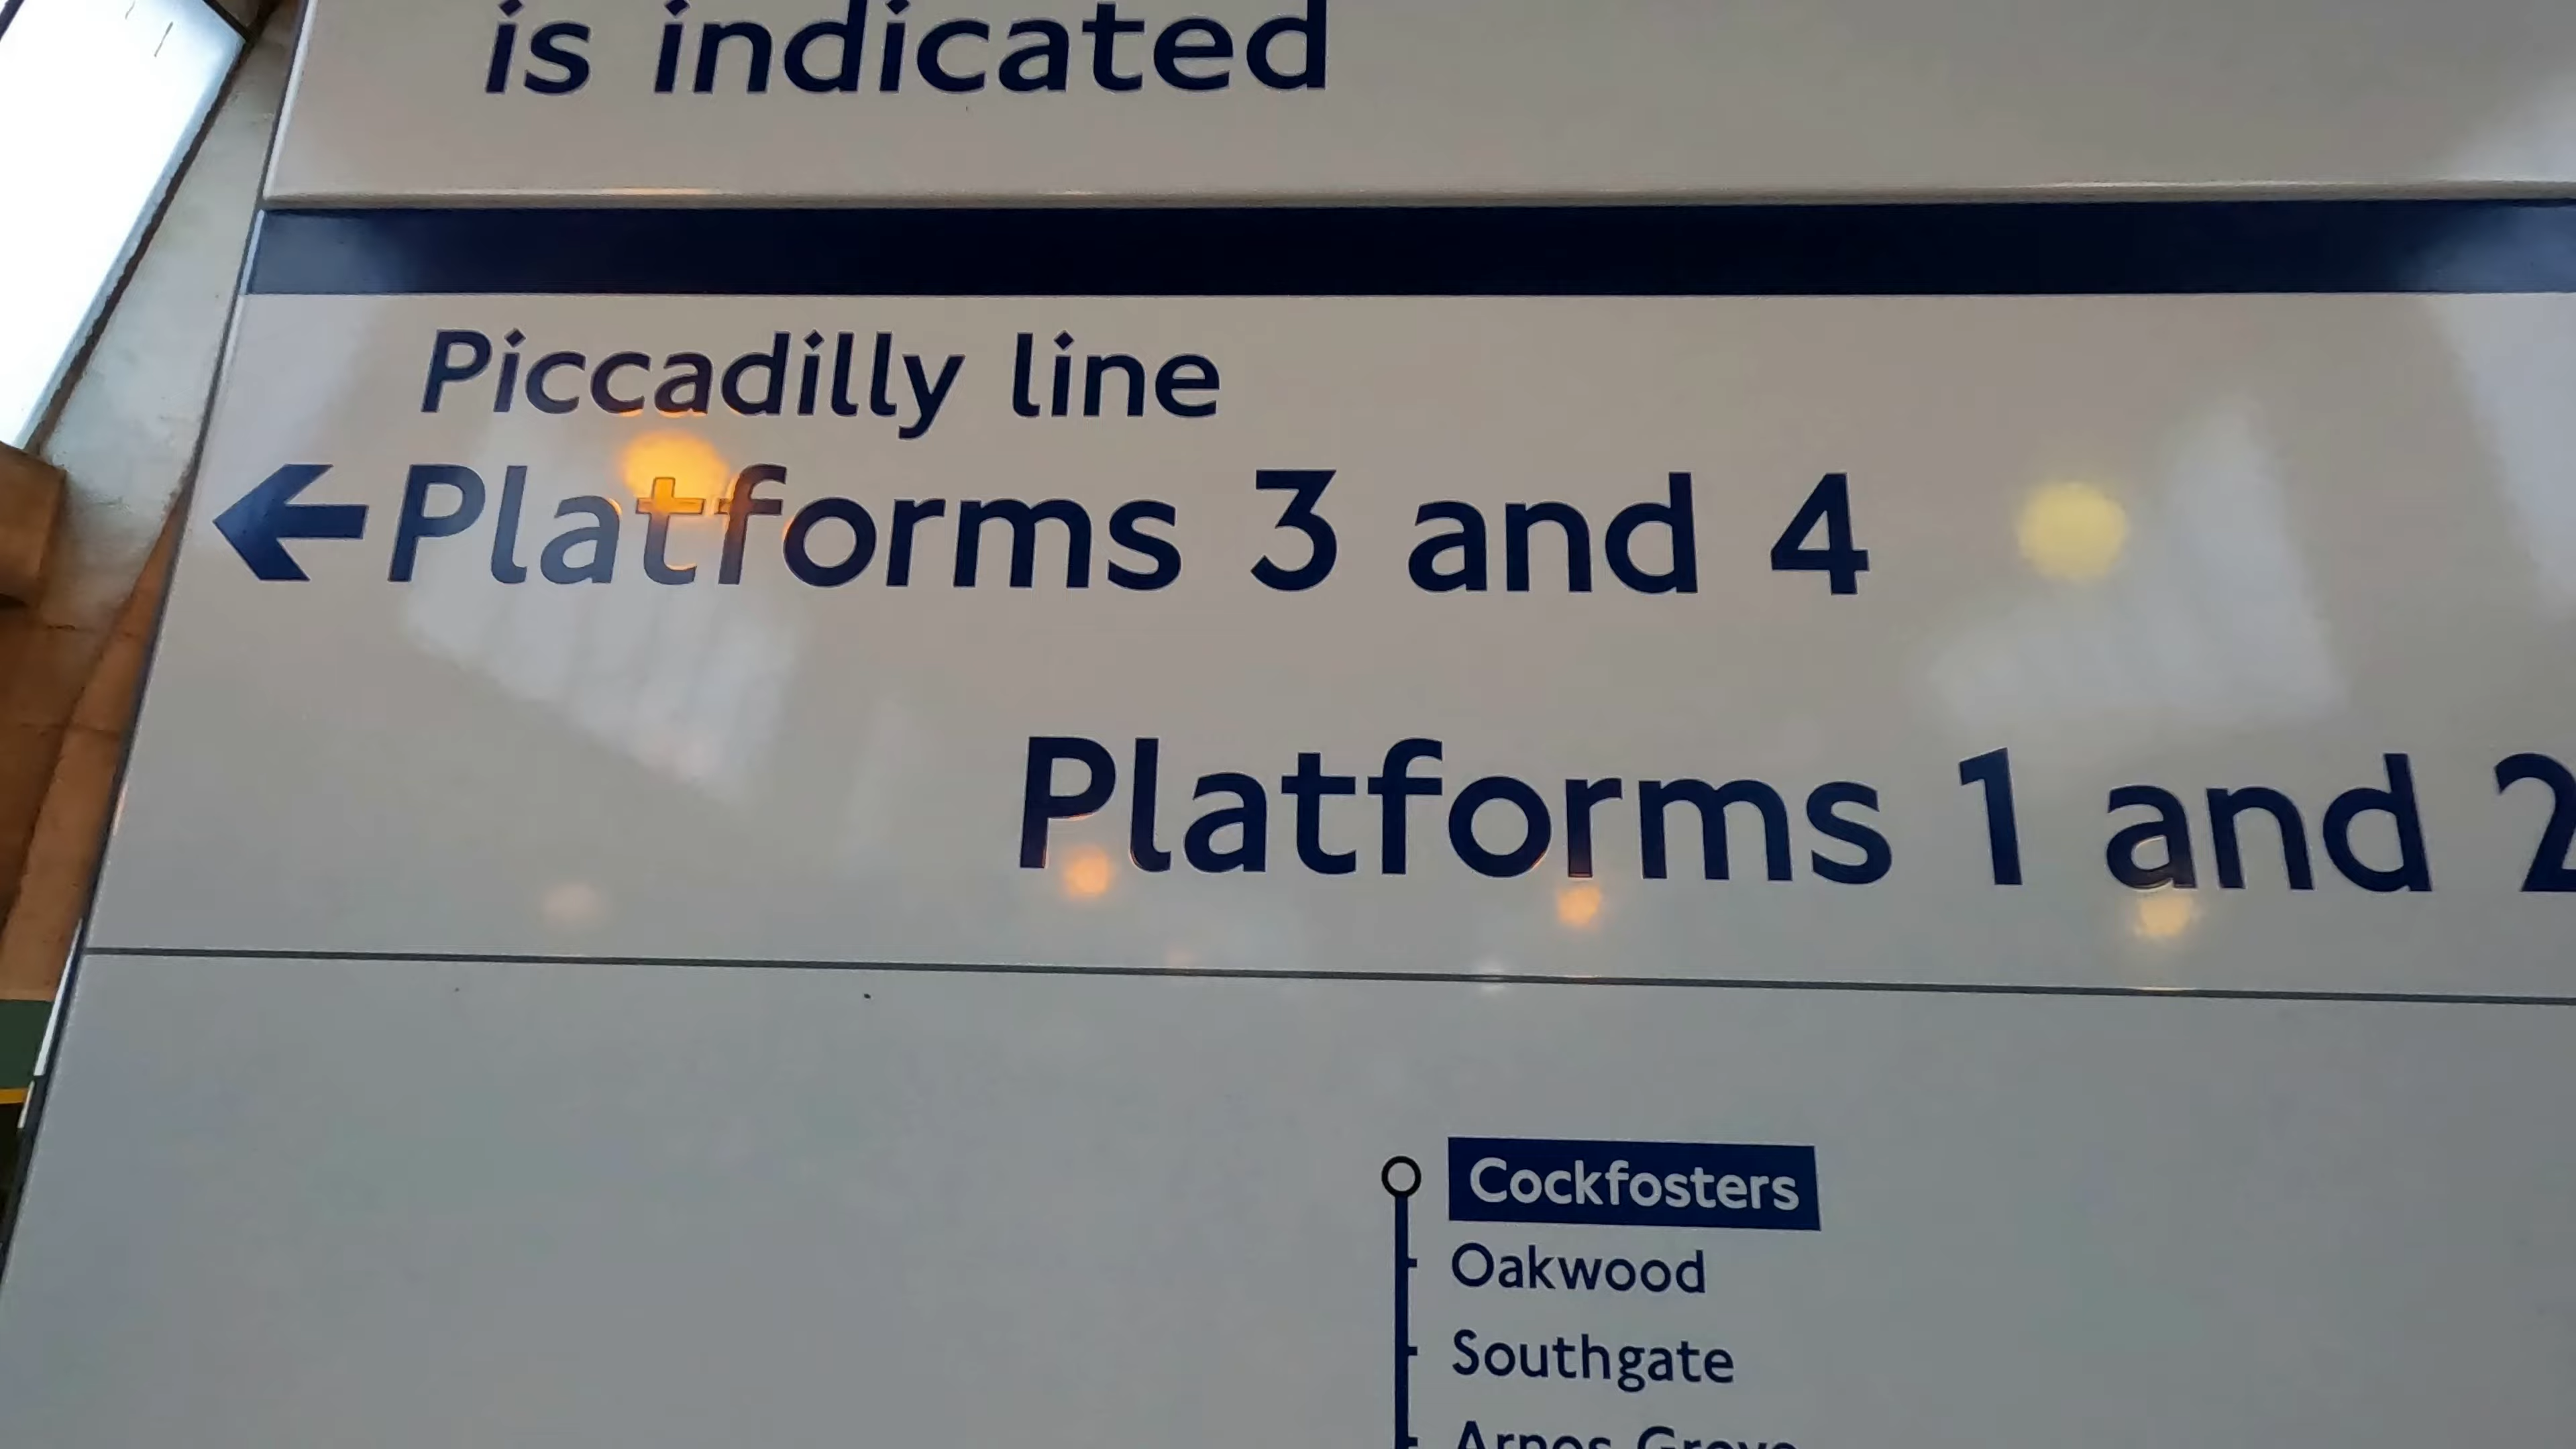 is indicated
Piccadilly line
←Platforms 3 and 4
Platforms 1 and 2
Cockfosters
Oakwood
Southgate
Arnos Grove